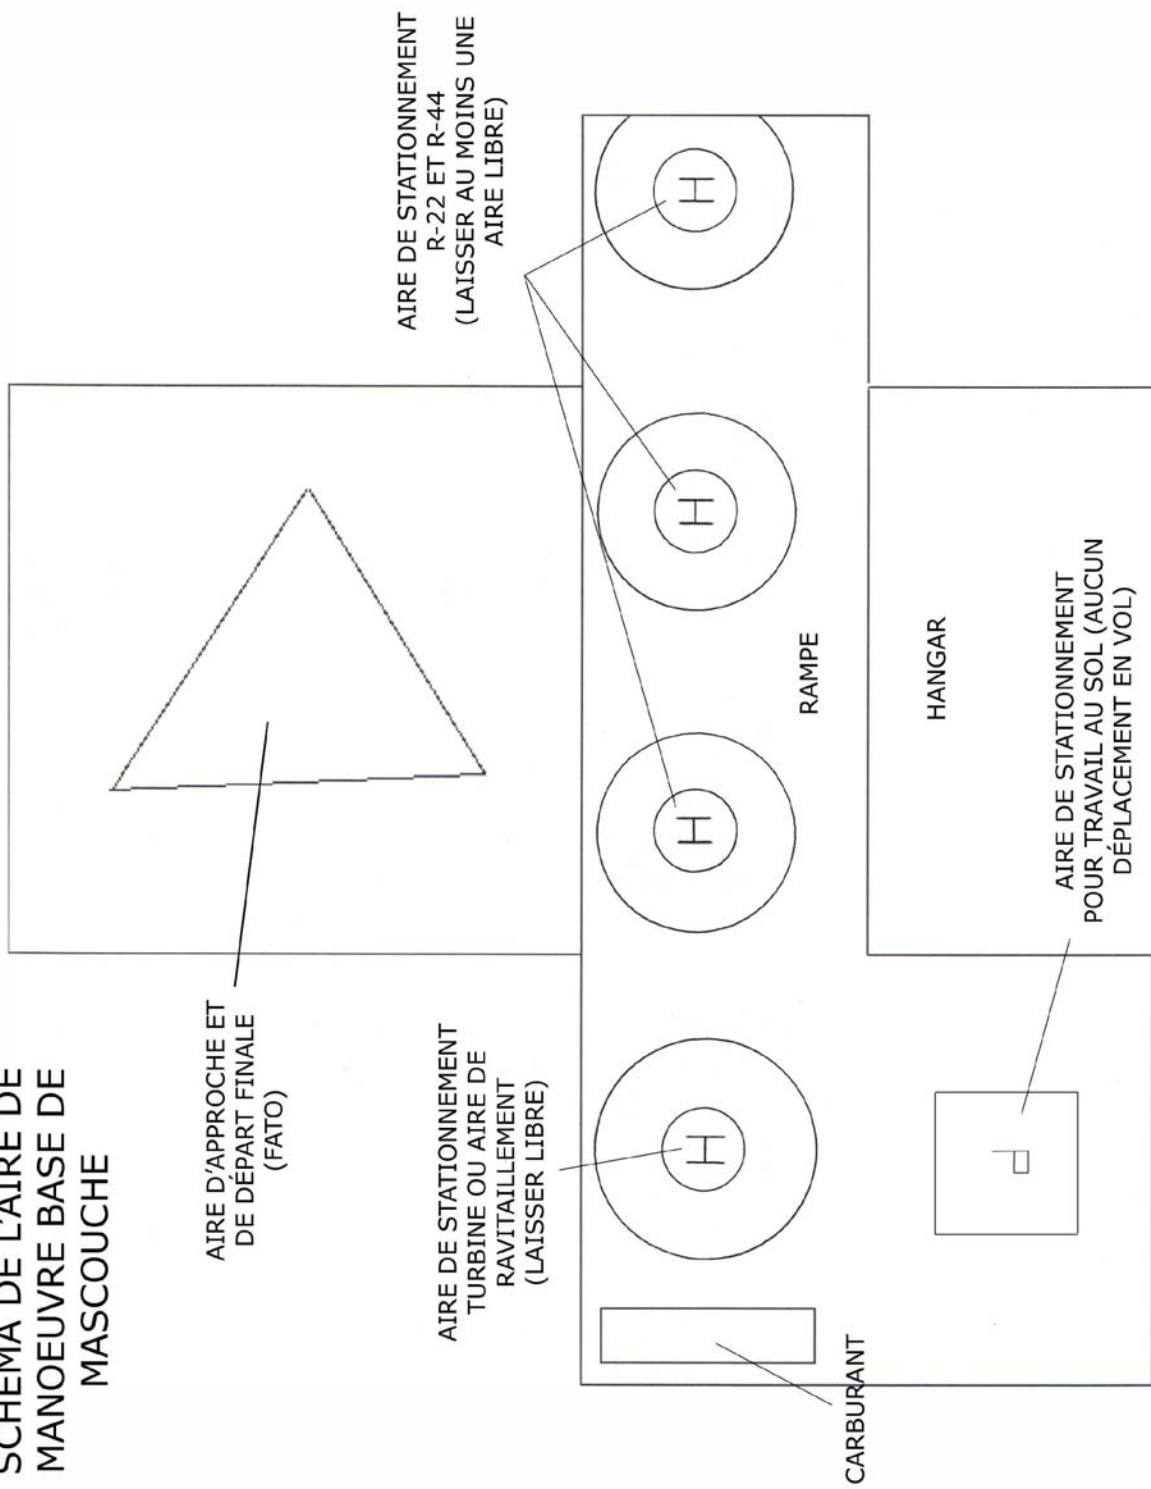 SCHÉMA DE L'AIRE DE
MANOEUVRE BASE DE
MASCOUCHE
AIRE D'APPROCHE ET
DE DÉPART FINALE
(FATO)
AIRE DE STATIONNEMENT
R-22 ET R-44
(LAISSER AU MOINS UNE
AIRE LIBRE)
AIRE DE STATIONNEMENT
TURBINE OU AIRE DE
RAVITAILLEMENT
(LAISSER LIBRE)
H
H
H
H
RAMPE
CARBURANT
HANGAR
P
AIRE DE STATIONNEMENT
POUR TRAVAIL AU SOL (AUCUN
DÉPLACEMENT EN VOL)